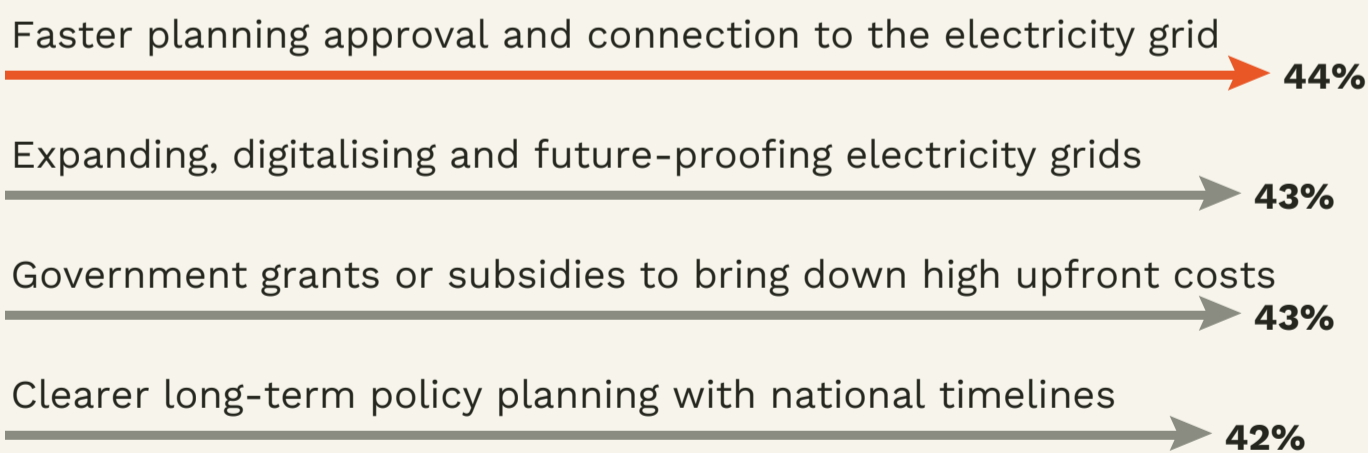 Faster planning approval and connection to the electricity grid
44%
Expanding, digitalising and future-proofing electricity grids
43%
Government grants or subsidies to bring down high upfront costs
43%
Clearer long-term policy planning with national timelines
42%